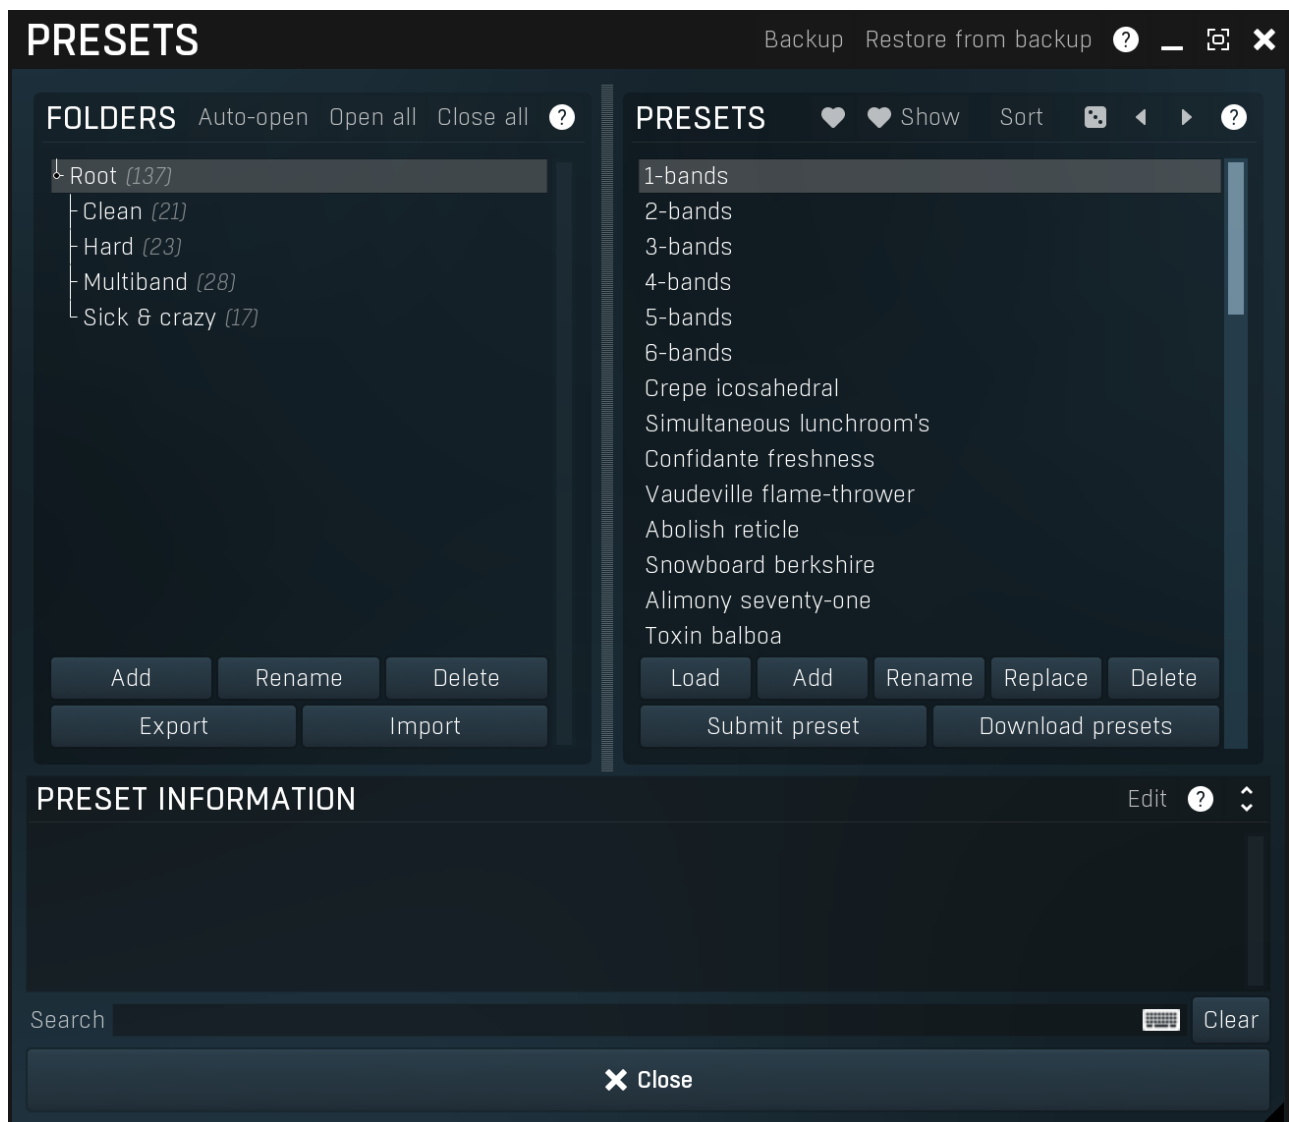 PRESETS Backup Restore from backup ?
FOLDERS Auto-open Open all Close all ?
Root (137)
Clean (21)
Hard (23)
Multiband (28)
Sick & crazy (17)
Add Rename Delete
Export Import
PRESETS Show Sort ?
1-bands
2-bands
3-bands
4-bands
5-bands
6-bands
Crepe icosahedral
Simultaneous lunchroom's
Confidante freshness
Vaudeville flame-thrower
Abolish reticle
Snowboard berkshire
Alimony seventy-one
Toxin balboa
Load Add Rename Replace Delete
Submit preset Download presets
PRESET INFORMATION Edit ?
Search Clear
Close